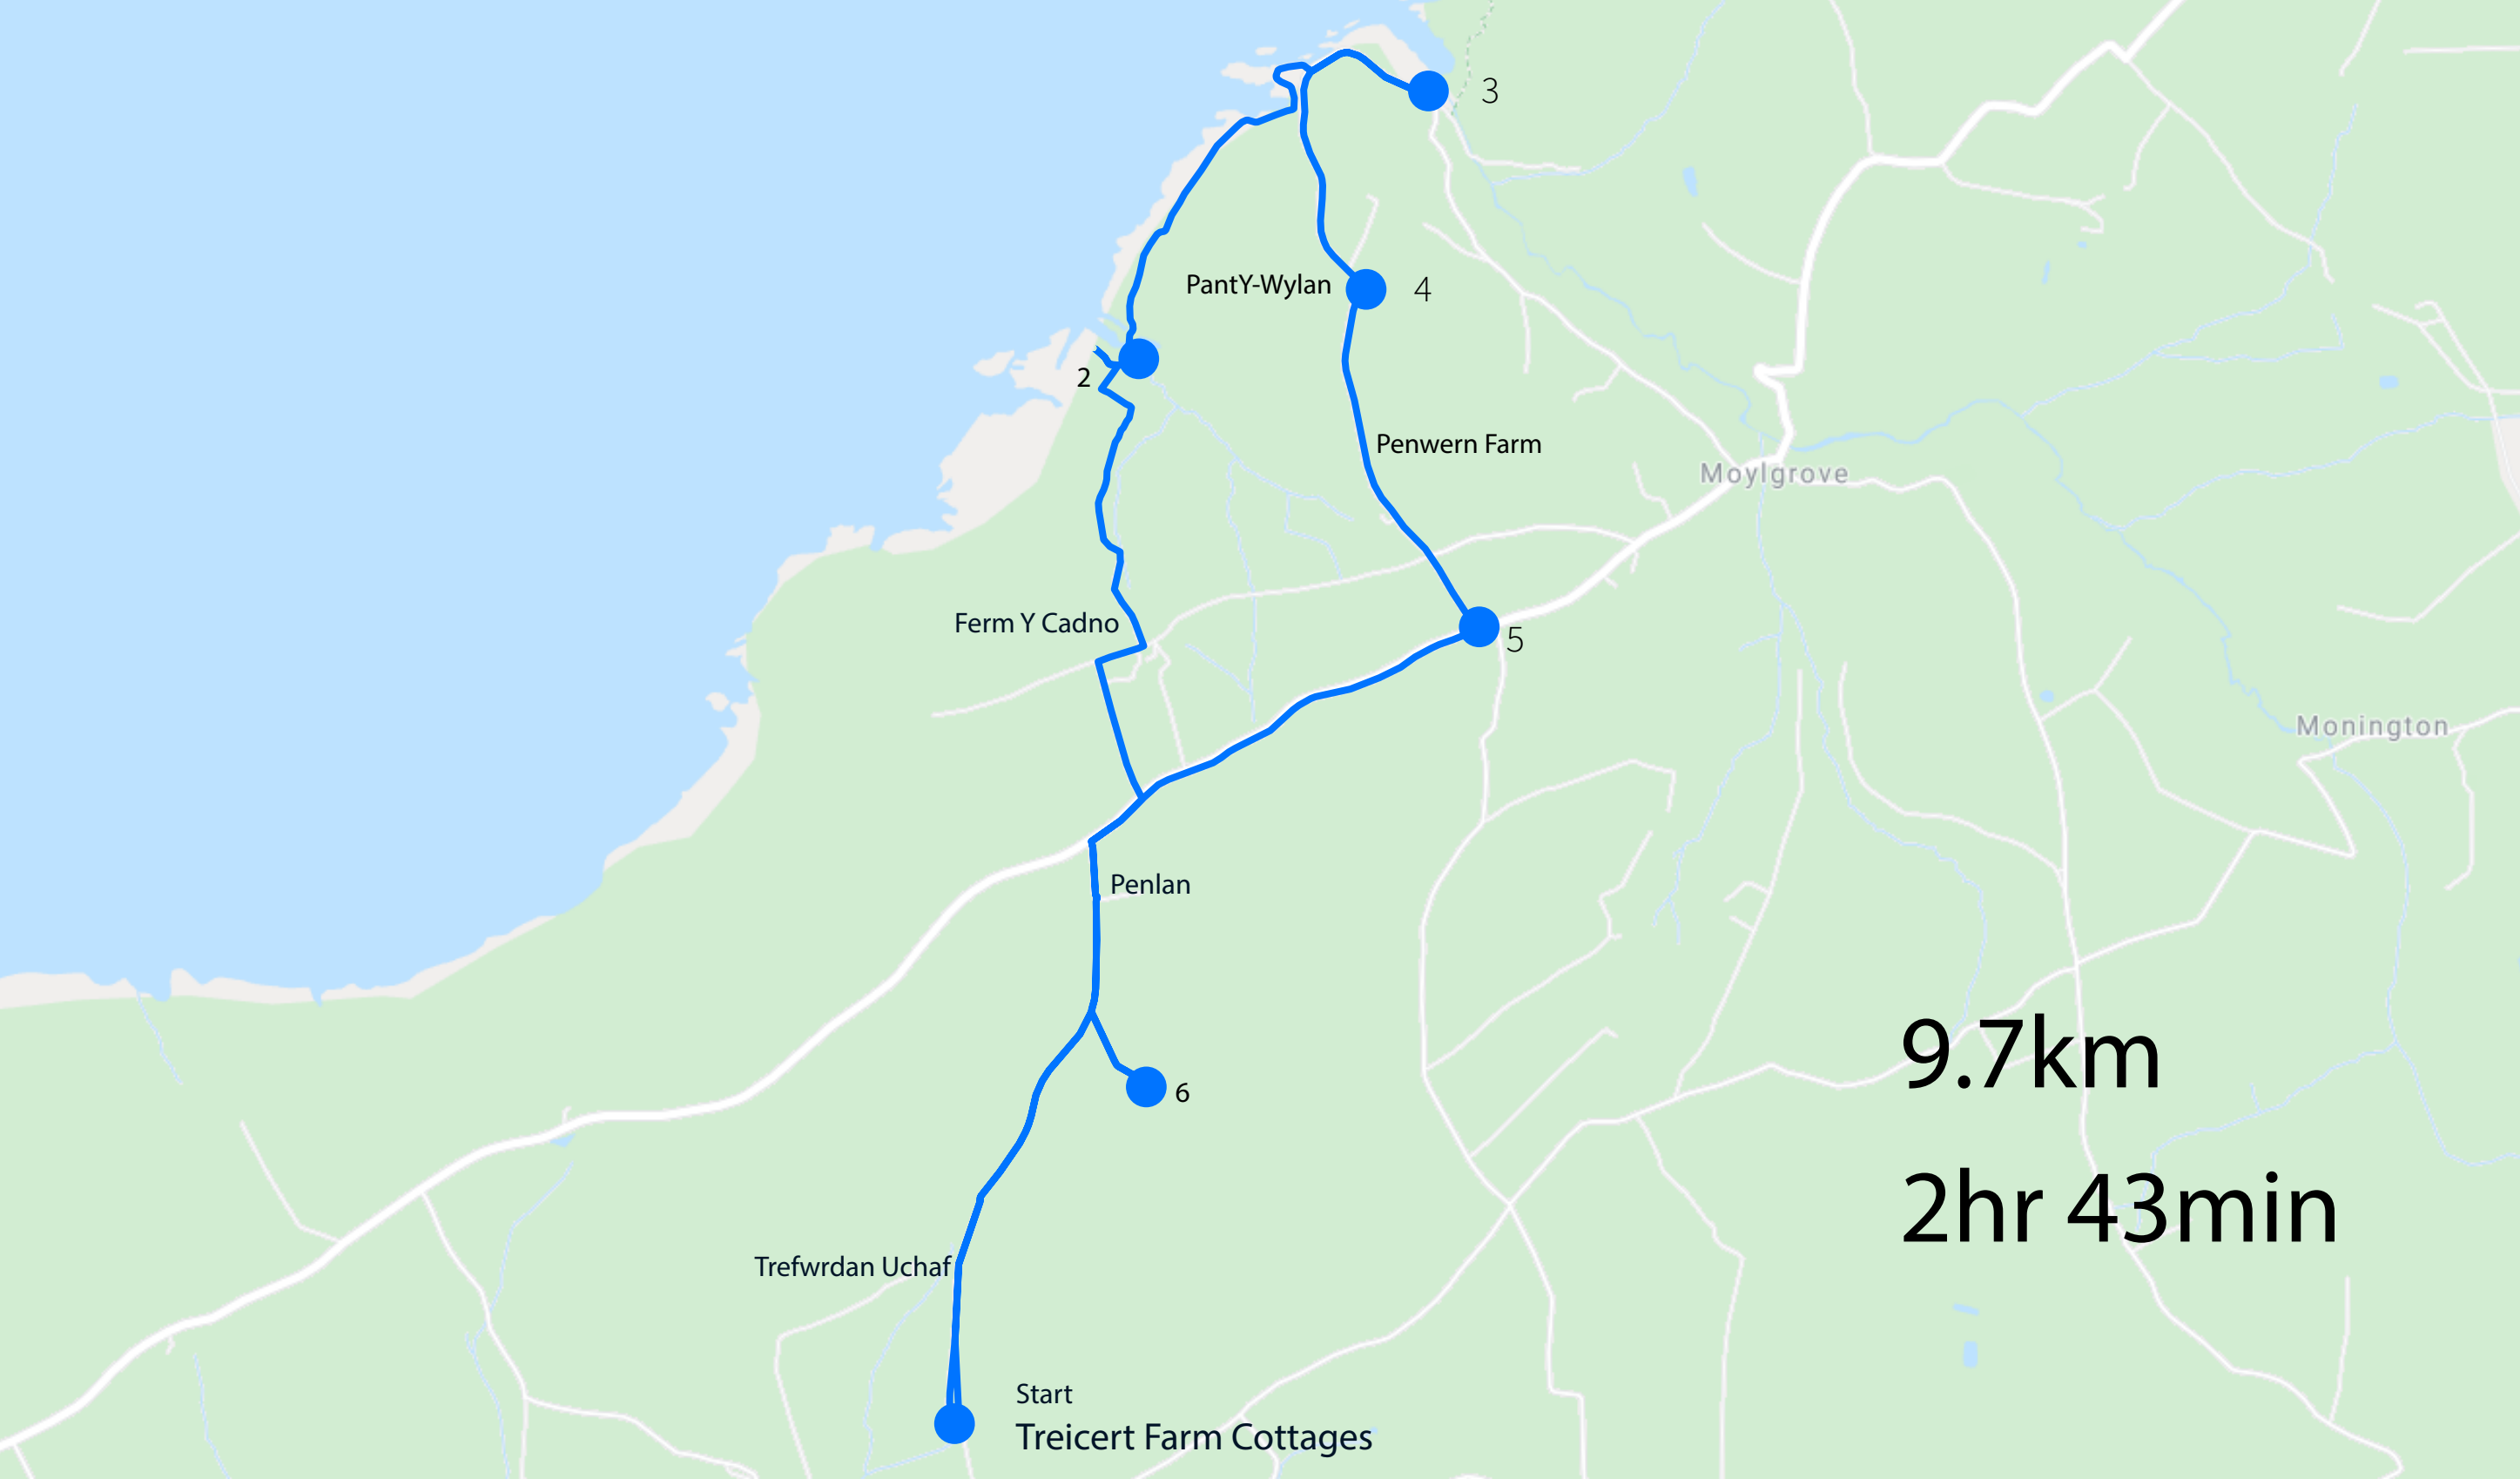 3
PantY-Wylan
4
2
Penwern Farm
Moylgrove
Ferm Y Cadno
5
Monington
Penlan
9.7km
6
2hr 43min
Trefwrdan Uchaf
Start
Treicert Farm Cottages